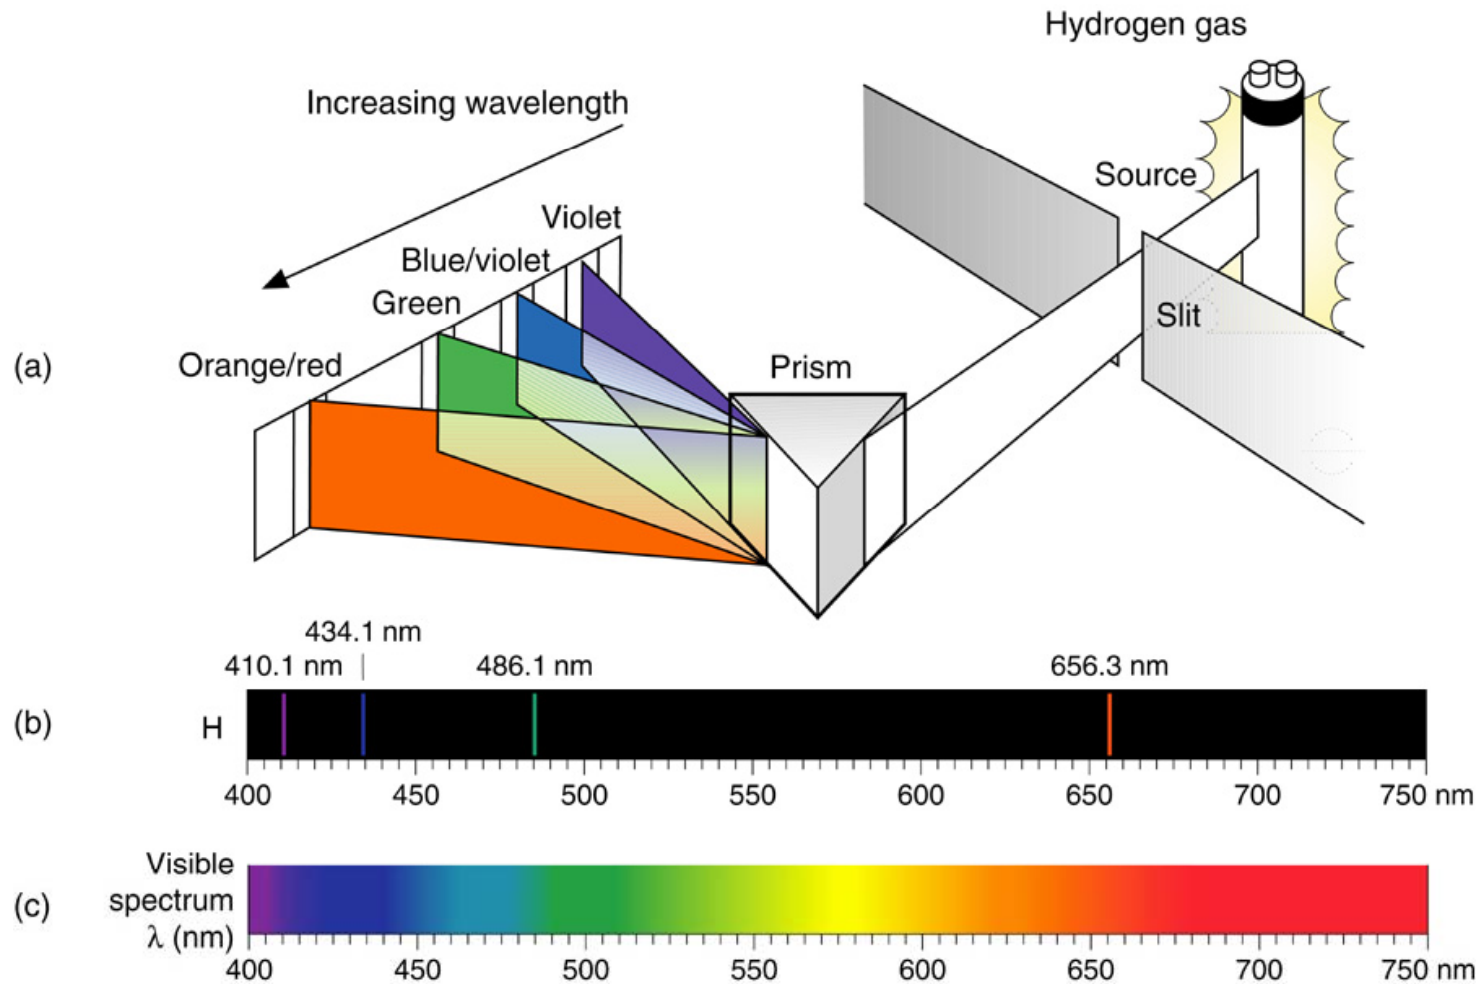 Hydrogen gas
Increasing wavelength
Source
Violet
Blue/violet
Green
Slit
(a)
Orange/red
Prism
434.1 nm
410.1 nm
486.1 nm
656.3 nm
(b)
H
400 450 500 550 600 650 700 750 nm
(c)
Visible
spectrum
λ (nm)
400 450 500 550 600 650 700 750 nm